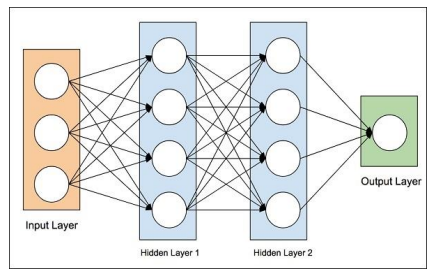 Input Layer
Hidden Layer 1
Hidden Layer 2
Output Layer